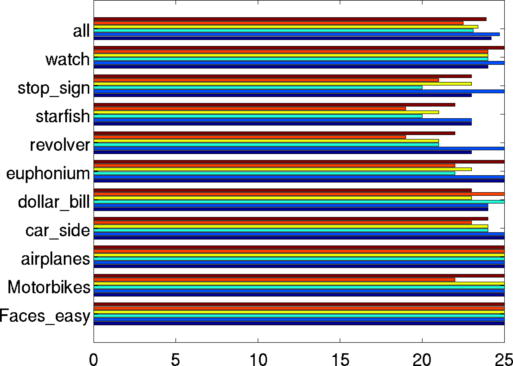 all
watch
stop_sign
starfish
revolver
euphonium
dollar_bill
car_side
airplanes
Motorbikes
Faces_easy
0 5 10 15 20 25